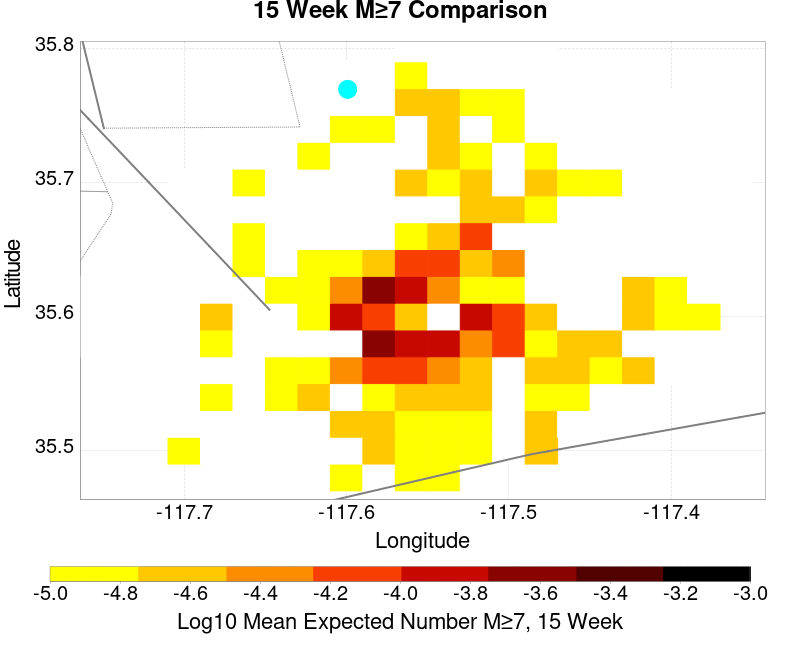 15 Week M≥7 Comparison
35.8
35.7
35.6
35.5
Latitude
-117.7 -117.6 -117.5 -117.4
Longitude
-5.0 -4.8 -4.6 -4.4 -4.2 -4.0 -3.8 -3.6 -3.4 -3.2 -3.0
Log10 Mean Expected Number M≥7, 15 Week